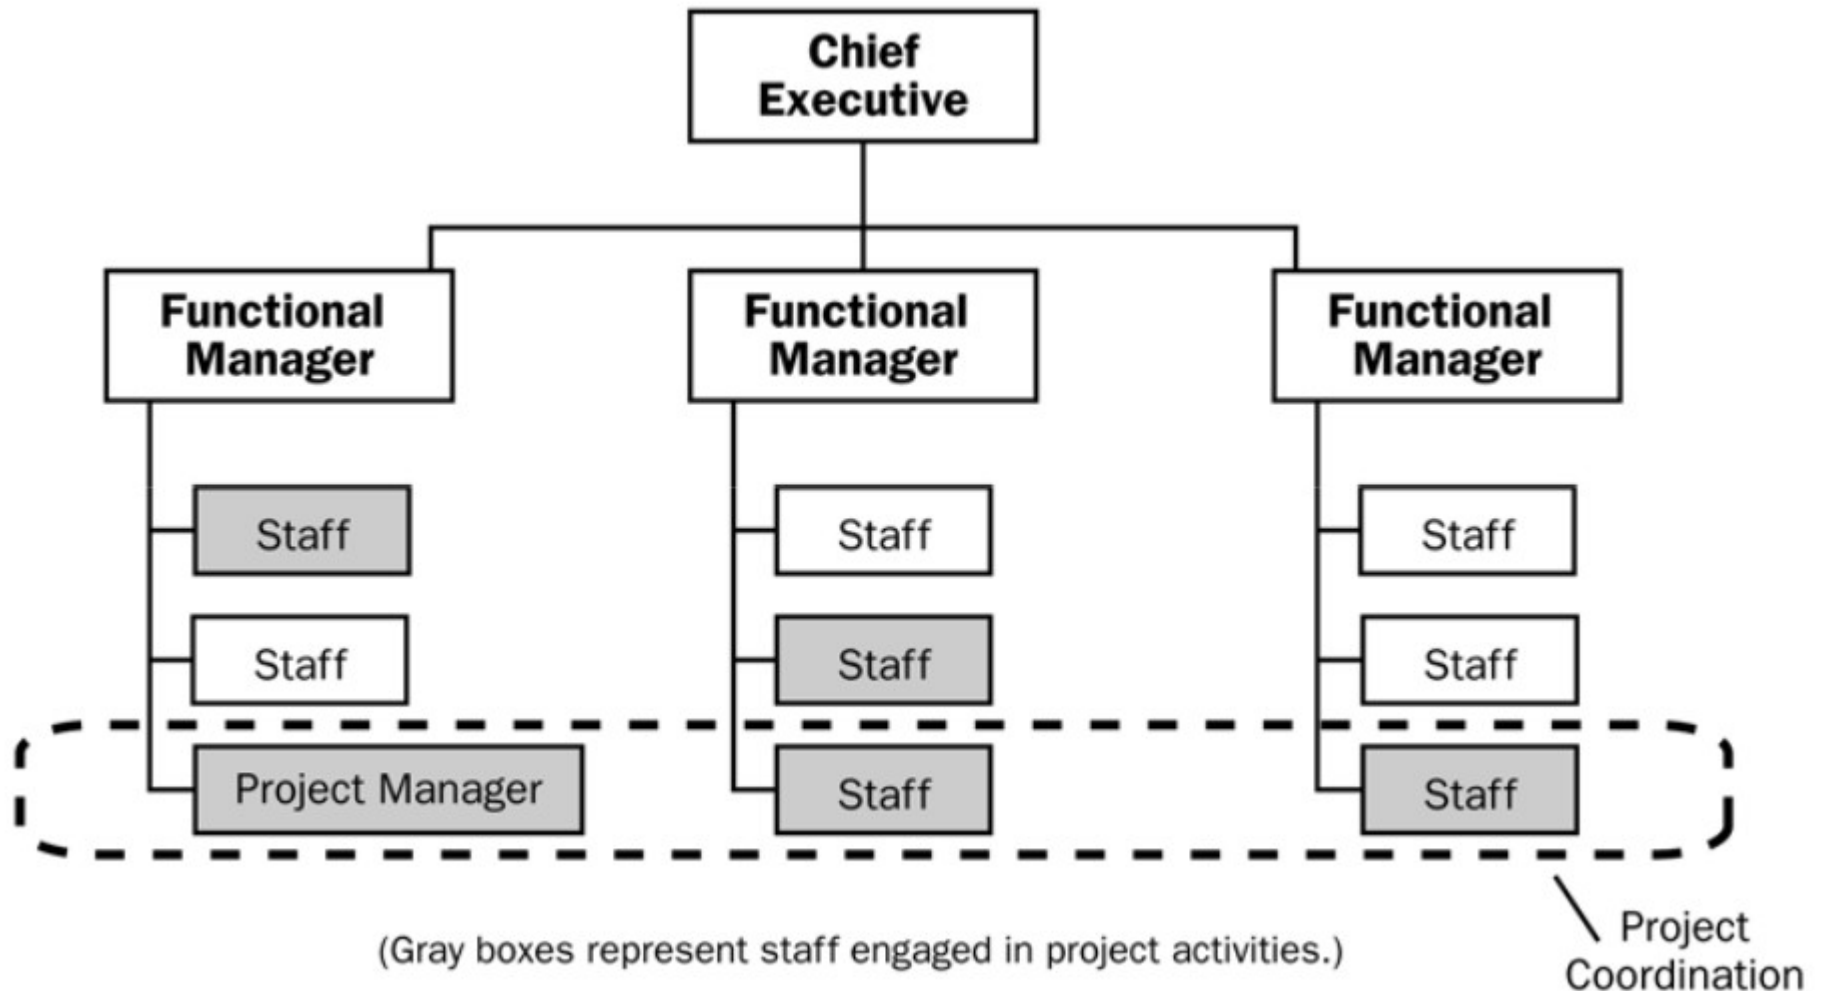 Chief
Executive
Functional
Manager
Functional
Manager
Functional
Manager
Staff
Staff
Staff
Staff
Staff
Staff
Project Manager
Staff
Staff
(Gray boxes represent staff engaged in project activities.)
Project
Coordination